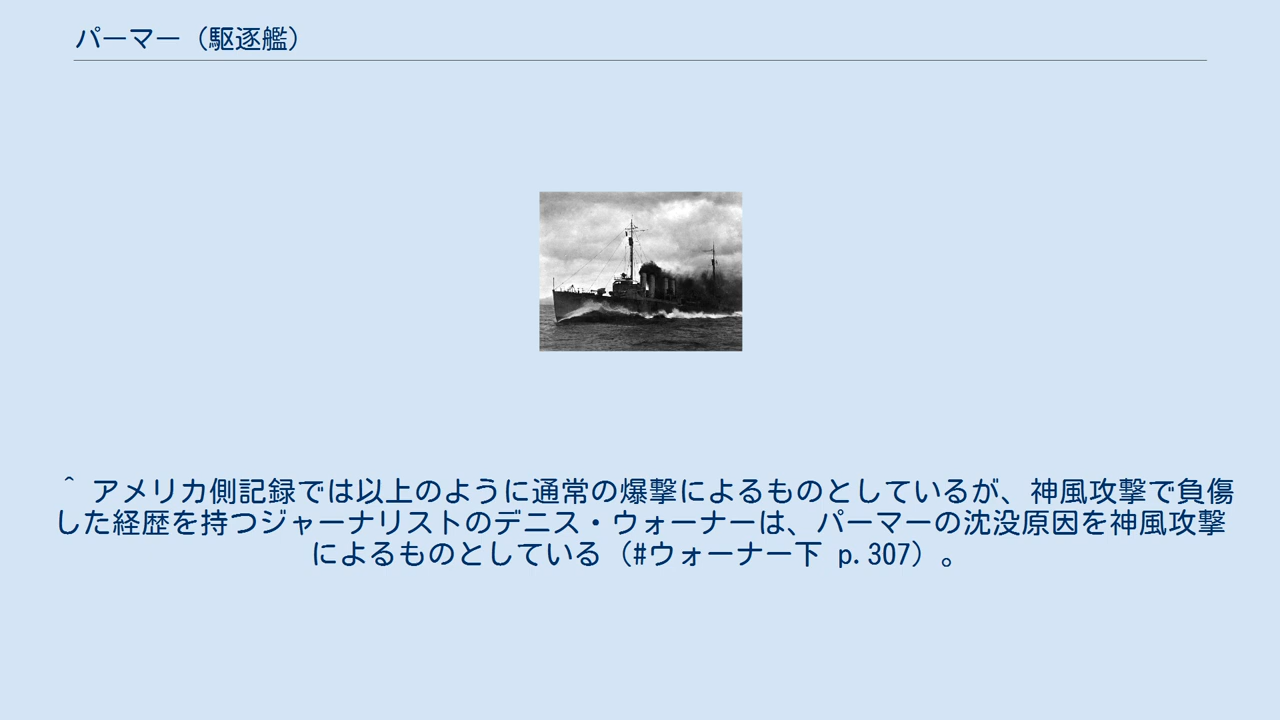 パーマー（駆逐艦）
^ アメリカ側記録では以上のように通常の爆撃によるものとしているが、神風攻撃で負傷
した経歴を持つジャーナリストのデニス・ウォーナーは、パーマーの沈没原因を神風攻撃
によるものとしている（#ウォーナー下 p.307）。